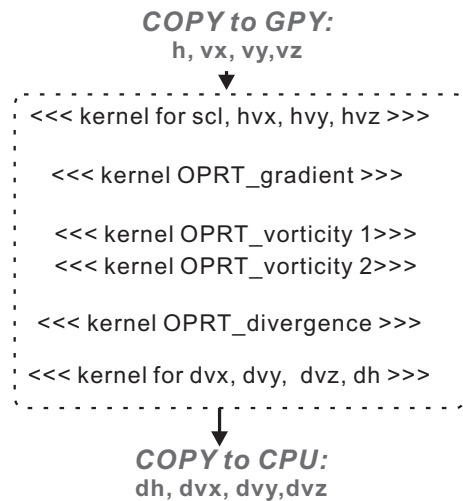 COPY to GPY:
h, vx, vy,vz
<<< kernel for scl, hvx, hvy, hvz >>>
<<< kernel OPRT_gradient >>>
<<< kernel OPRT_vorticity 1>>>
<<< kernel OPRT_vorticity 2>>>
<<< kernel OPRT_divergence >>>
<<< kernel for dvx, dvy, dvz, dh >>>
COPY to CPU:
dh, dvx, dvy,dvz